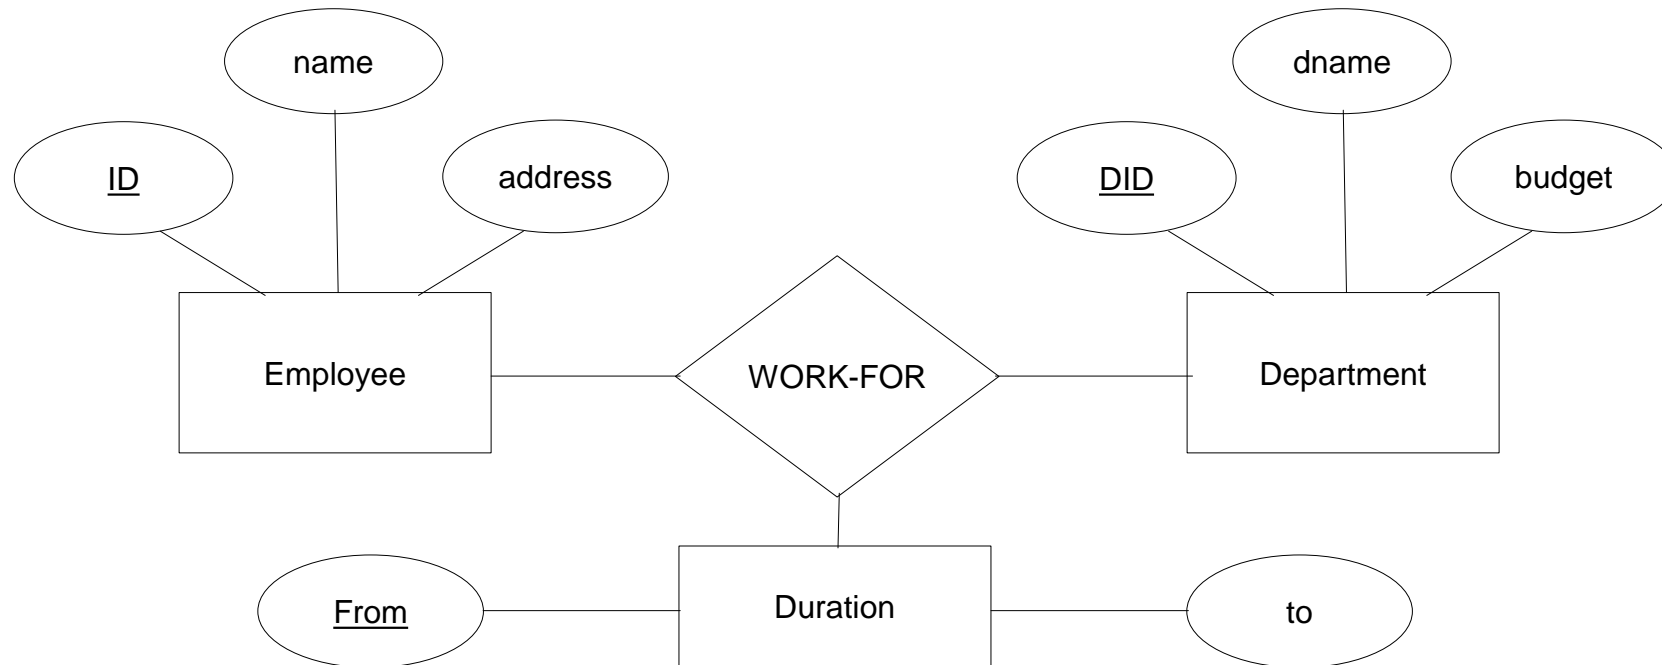 name
dname
ID
address
DID
budget
Employee
WORK-FOR
Department
From
Duration
to